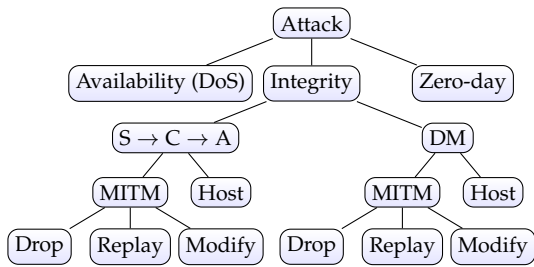 Attack
Availability (DoS) Integrity Zero-day
S → C → A DM
MITM Host MITM Host
Drop Replay Modify Drop Replay Modify